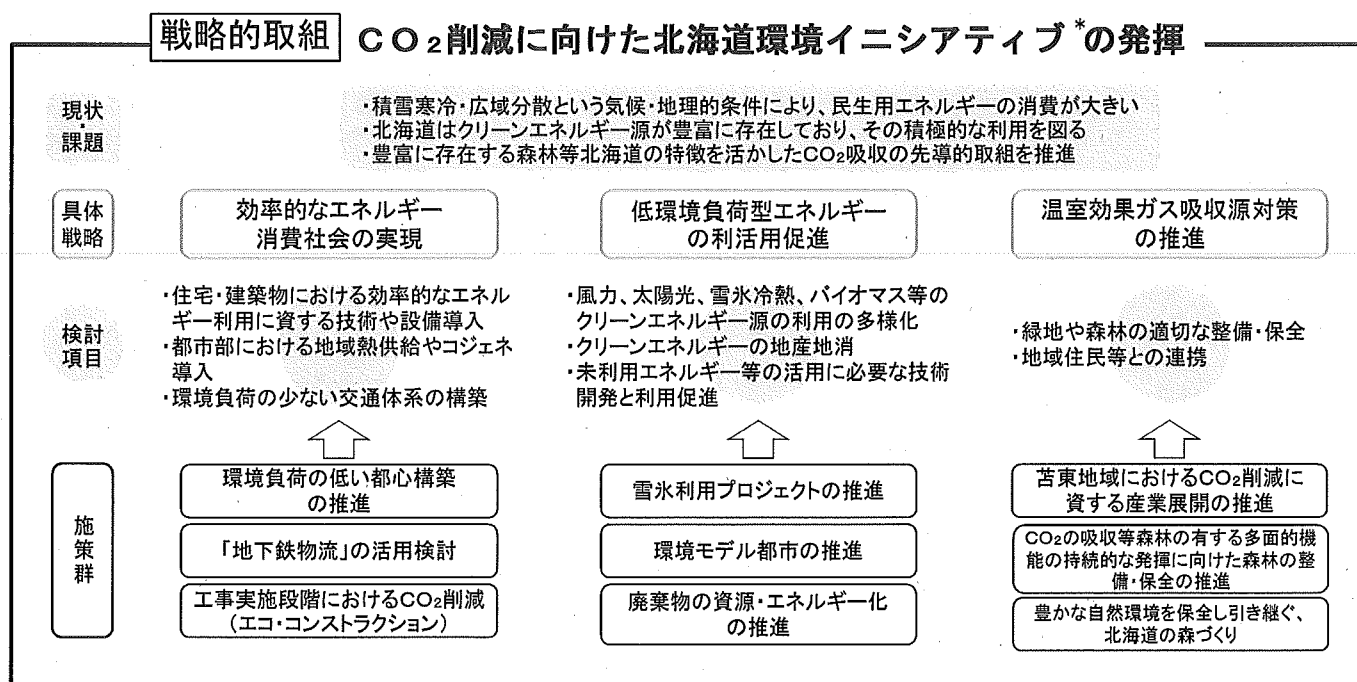 戦略的取組 CO₂削減に向けた北海道環境イニシアティブ*の発揮
現状・課題
・積雪寒冷・広域分散という気候・地理的条件により、民生用エネルギーの消費が大きい
・北海道はクリーンエネルギー源が豊富に存在しており、その積極的な利用を図る
・豊富に存在する森林等北海道の特徴を活かしたCO₂吸収の先導的取組を推進
具体
戦略
効率的なエネルギー
消費社会の実現
低環境負荷型エネルギー
の利活用促進
温室効果ガス吸収源対策
の推進
検討
項目
・住宅・建築物における効率的なエネル
ギー利用に資する技術や設備導入
・都市部における地域熱供給やコジェネ
導入
・環境負荷の少ない交通体系の構築
・風力、太陽光、雪氷冷熱、バイオマス等の
クリーンエネルギー源の利用の多様化
・クリーンエネルギーの地産地消
・未利用エネルギー等の活用に必要な技術
開発と利用促進
・緑地や森林の適切な整備・保全
・地域住民等との連携
施策群
環境負荷の低い都心構築
の推進
「地下鉄物流」の活用検討
工事実施段階におけるCO₂削減
(エコ・コンストラクション)
雪氷利用プロジェクトの推進
環境モデル都市の推進
廃棄物の資源・エネルギー化
の推進
苫東地域におけるCO₂削減に
資する産業展開の推進
CO₂の吸収等森林の有する多面的機
能の持続的な発揮に向けた森林の整
備・保全の推進
豊かな自然環境を保全し引き継ぐ、
北海道の森づくり